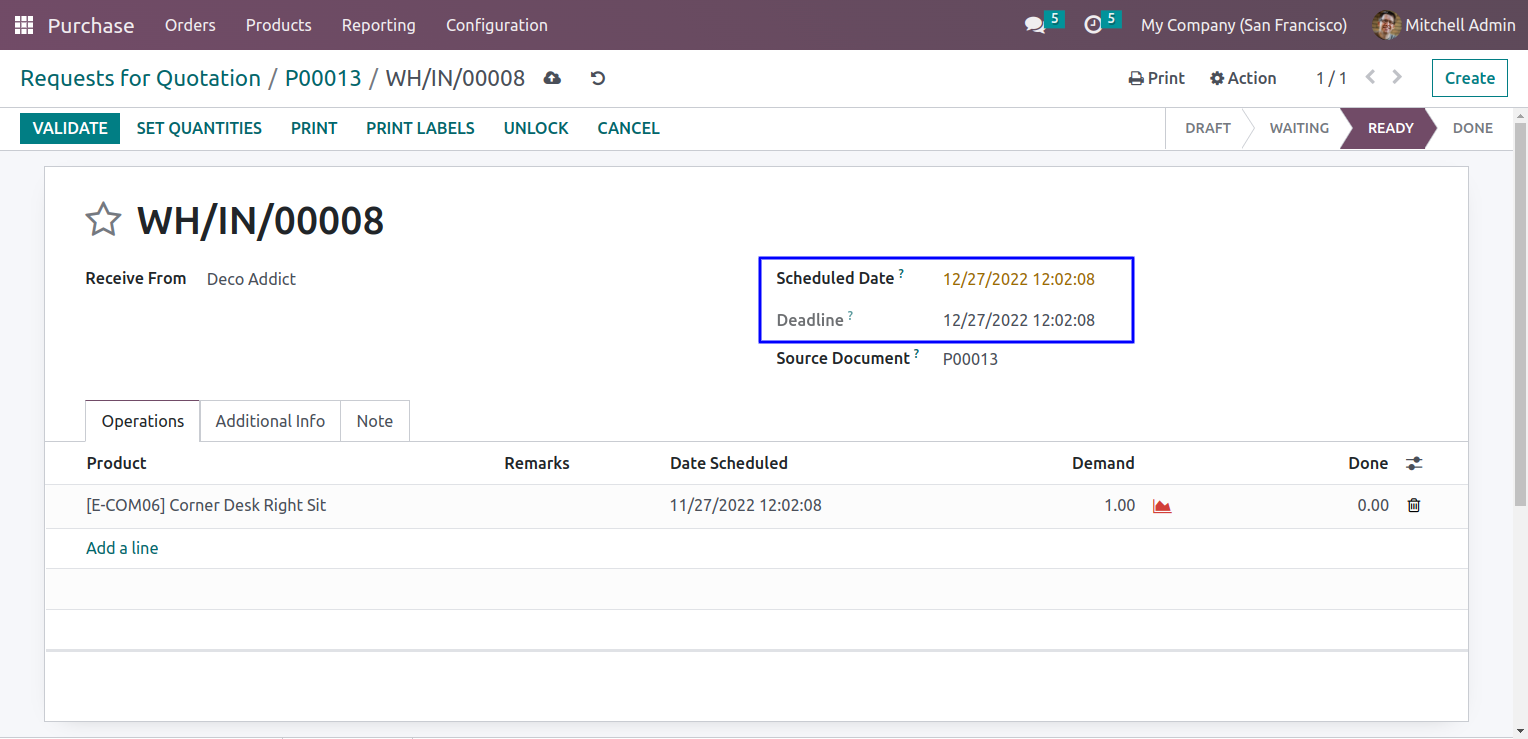 Purchase Orders Products Reporting Configuration 5 5 My Company (San Francisco) Mitchell Admin
Requests for Quotation / P00013 / WH/IN/00008 Print Action 1 / 1 Create
VALIDATE SET QUANTITIES PRINT PRINT LABELS UNLOCK CANCEL DRAFT WAITING READY DONE
WH/IN/00008
Receive From Deco Addict Scheduled Date ? 12/27/2022 12:02:08
Deadline ? 12/27/2022 12:02:08
Source Document ? P00013
Operations Additional Info Note
Product Remarks Date Scheduled Demand Done
[E-COM06] Corner Desk Right Sit 11/27/2022 12:02:08 1.00 0.00
Add a line